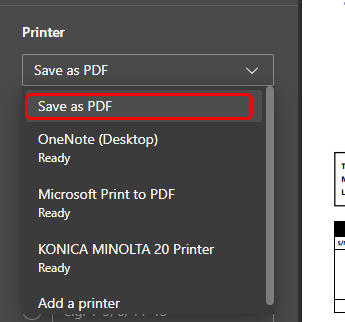 Printer
Save as PDF
Save as PDF
OneNote (Desktop)
Ready
Microsoft Print to PDF
Ready
KONICA MINOLTA 20 Printer
Ready
Add a printer